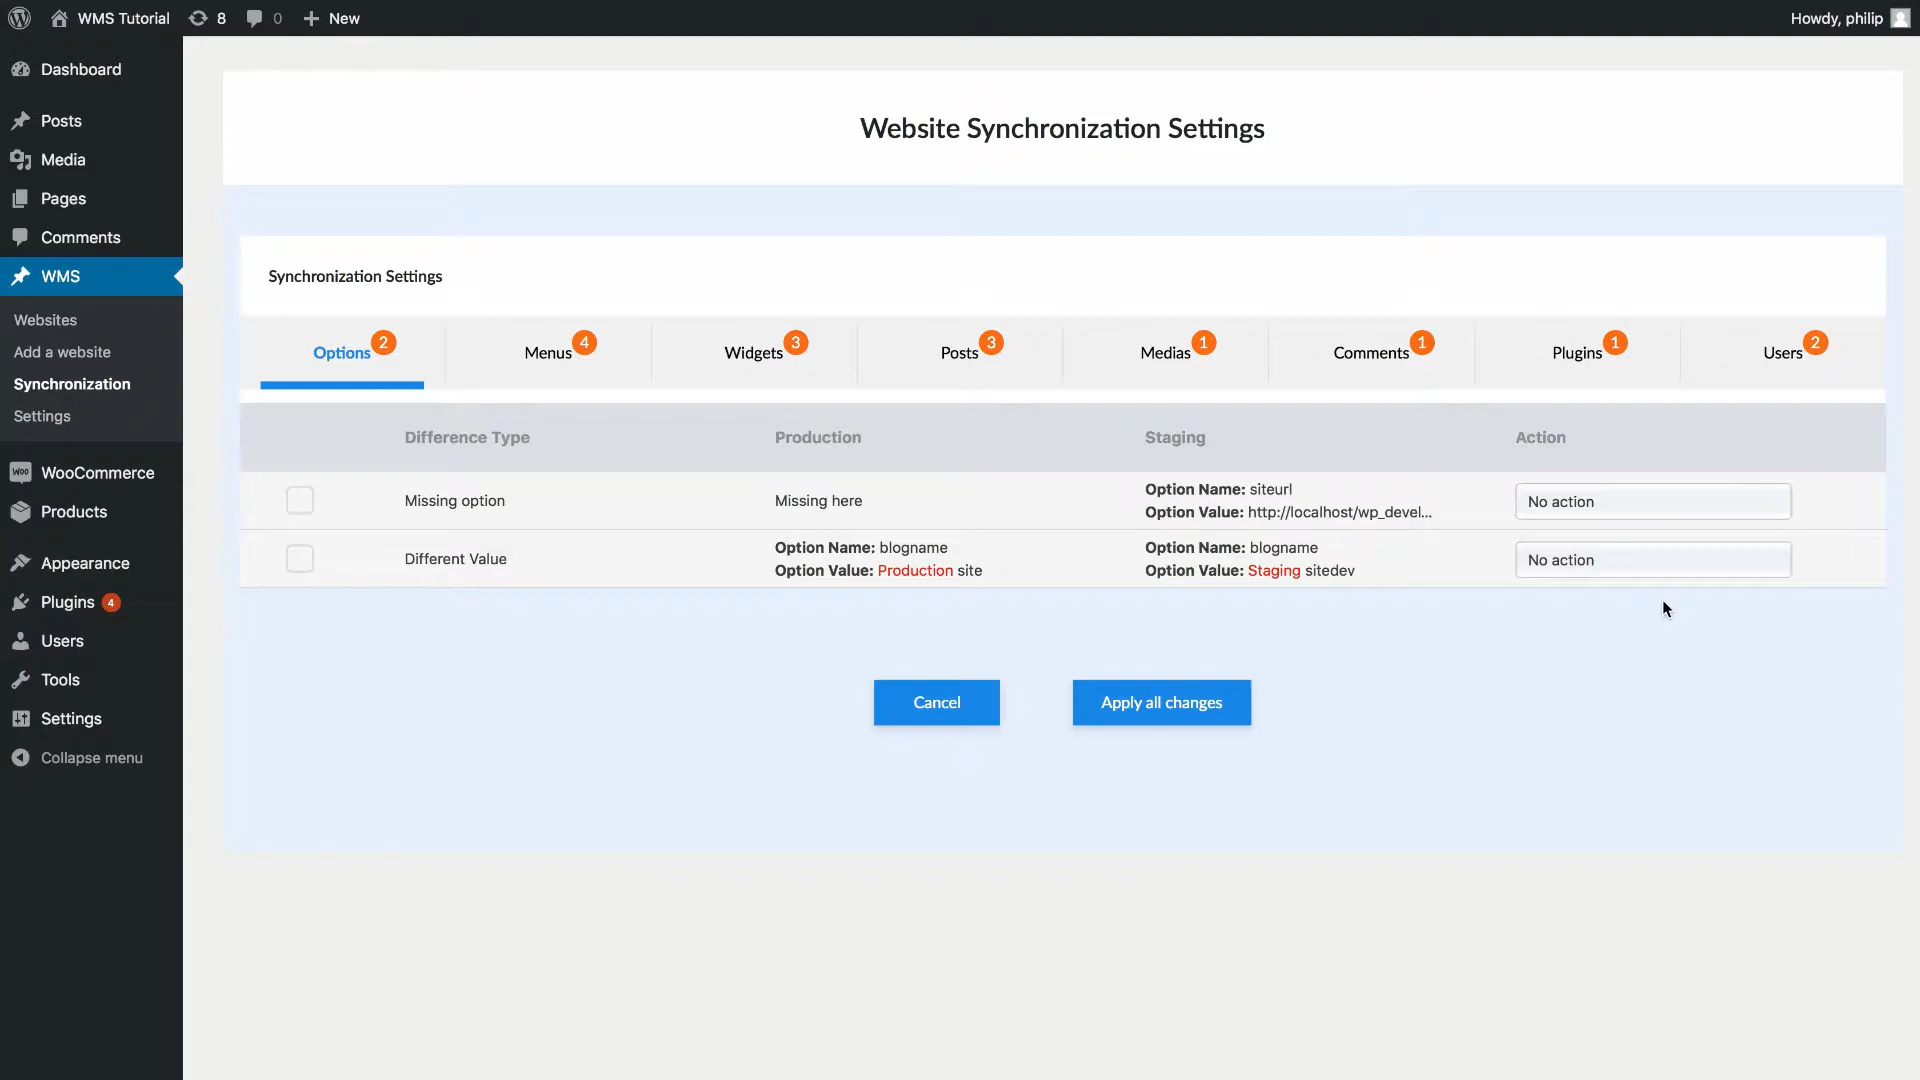 WMS Tutorial 8 0 New Howdy, philip
Dashboard
Posts
Media
Pages
Comments
WMS
Websites
Add a website
Synchronization
Settings
WooCommerce
Products
Appearance
Plugins 4
Users
Tools
Settings
Collapse menu
Website Synchronization Settings
Synchronization Settings
Options 2 Menus 4 Widgets 3 Posts 3 Medias 1 Comments 1 Plugins 1 Users 2
Difference Type Production Staging Action
Missing option Missing here Option Name: siteurl No action
Option Value: http://localhost/wp_devel...
Different Value Option Name: blogname Option Name: blogname No action
Option Value: Production site Option Value: Staging sitedev
Cancel Apply all changes